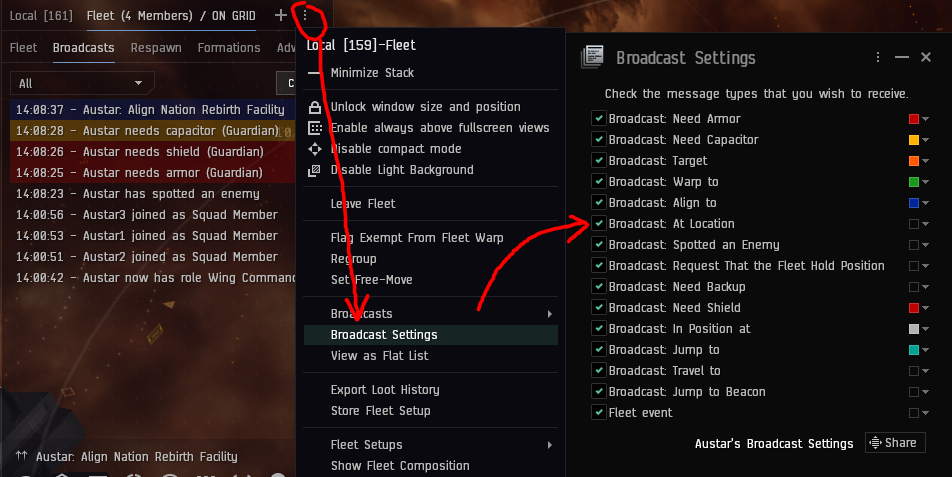 Local [161]
Fleet (4 Members) / ON GRID
Fleet
Broadcasts
Respawn
Formations
Adv
All
C
14:08:37 - Austar: Align Nation Rebirth Facility
14:08:28 - Austar needs capacitor (Guardian)
14:08:26 - Austar needs shield (Guardian)
14:08:25 - Austar needs armor (Guardian)
14:08:23 - Austar has spotted an enemy
14:00:56 - Austar3 joined as Squad Member
14:00:53 - Austar1 joined as Squad Member
14:00:51 - Austar2 joined as Squad Member
14:00:42 - Austar now has role Wing Comman
Austar: Align Nation Rebirth Facility
Local [159]-Fleet
Minimize Stack
Unlock window size and position
Enable always above fullscreen views
Disable compact mode
Disable Light Background
Leave Fleet
Flag Exempt From Fleet Warp
Regroup
Set Free-Move
Broadcasts
Broadcast Settings
View as Flat List
Export Loot History
Store Fleet Setup
Fleet Setups
Show Fleet Composition
Broadcast Settings
Check the message types that you wish to receive.
Broadcast: Need Armor
Broadcast: Need Capacitor
Broadcast: Target
Broadcast: Warp to
Broadcast: Align to
Broadcast: At Location
Broadcast: Spotted an Enemy
Broadcast: Request That the Fleet Hold Position
Broadcast: Need Backup
Broadcast: Need Shield
Broadcast: In Position at
Broadcast: Jump to
Broadcast: Travel to
Broadcast: Jump to Beacon
Fleet event
Austar's Broadcast Settings
Share